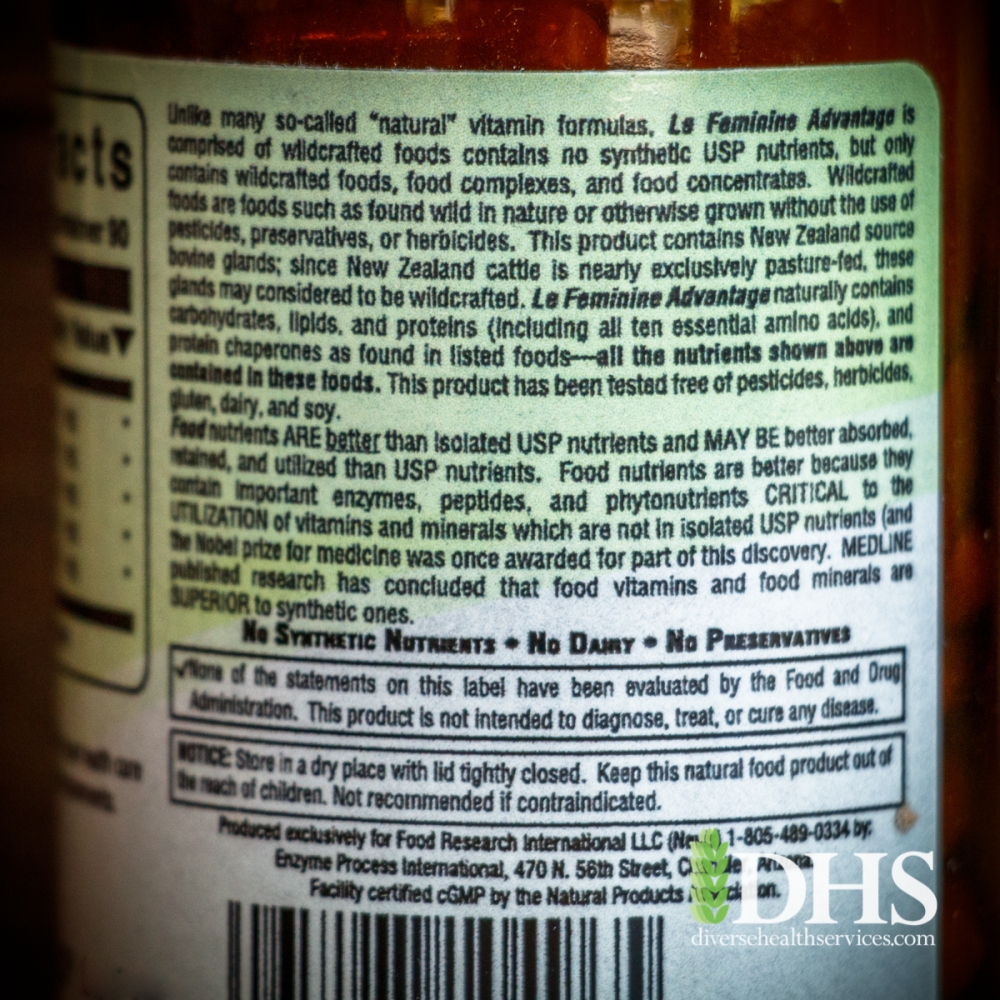 acts
90
Unlike many so-called "natural" vitamin formulas, Le Feminine Advantage is
comprised of wildcrafted foods contains no synthetic USP nutrients, but only
contains wildcrafted foods, food complexes, and food concentrates. Wildcrafted
foods are foods such as found wild in nature or otherwise grown without the use of
pesticides, preservatives, or herbicides. This product contains New Zealand source
bovine glands; since New Zealand cattle is nearly exclusively pasture-fed, these
glands may considered to be wildcrafted. Le Feminine Advantage naturally contains
carbohydrates, lipids, and proteins (including all ten essential amino acids), and
protein chaperones as found in listed foods—all the nutrients shown above are
contained in these foods. This product has been tested free of pesticides, herbicides,
gluten, dairy, and soy.
Food nutrients ARE better than isolated USP nutrients and MAY BE better absorbed,
retained, and utilized than USP nutrients. Food nutrients are better because they
contain important enzymes, peptides, and phytonutrients CRITICAL to the
UTILIZATION of vitamins and minerals which are not in isolated USP nutrients (and
the Nobel prize for medicine was once awarded for part of this discovery. MEDLINE
published research has concluded that food vitamins and food minerals are
SUPERIOR to synthetic ones.
No Synthetic Nutrients • No Dairy • No Preservatives
✓None of the statements on this label have been evaluated by the Food and Drug
Administration. This product is not intended to diagnose, treat, or cure any disease.
NOTICE: Store in a dry place with lid tightly closed. Keep this natural food product out of
the reach of children. Not recommended if contraindicated.
Produced exclusively for Food Research International LLC 1-805-489-0334 by:
Enzyme Process International, 470 N. 56th Street,
Facility certified cGMP by the Natural Products
with care
DHS
diversehealthservices.com